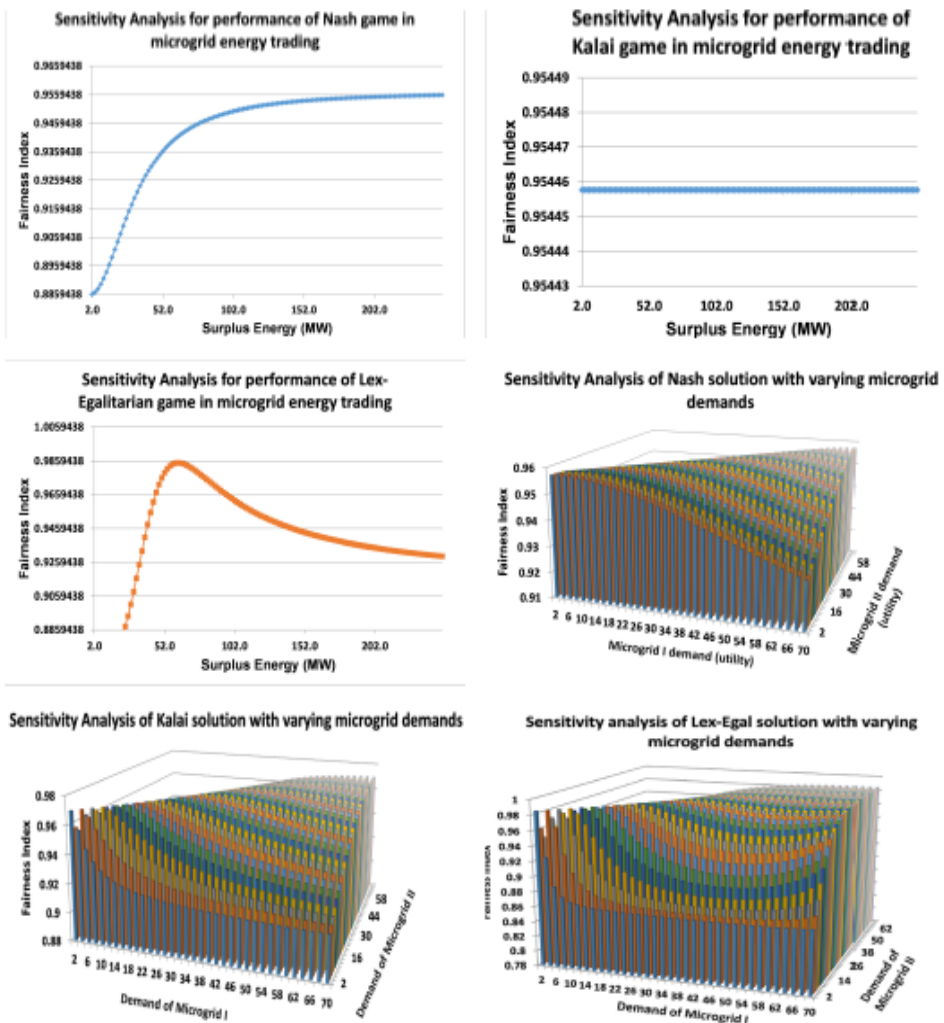 Sensitivity Analysis for performance of Nash game in
microgrid energy trading
0.9659438
0.9559438
0.9459438
0.9359438
0.9259438
0.9159438
0.9059438
0.8959438
0.8859438
Fairness Index
2.0 52.0 102.0 152.0 202.0
Surplus Energy (MW)
Sensitivity Analysis for performance of
Kalai game in microgrid energy trading
0.95449
0.95448
0.95447
0.95446
0.95445
0.95444
0.95443
Fairness Index
2.0 52.0 102.0 152.0 202.0
Surplus Energy (MW)
Sensitivity Analysis for performance of Lex-
Egalitarian game in microgrid energy trading
1.0059438
0.9859438
0.9659438
0.9459438
0.9259438
0.9059438
0.8859438
Fairness Index
2.0 52.0 102.0 152.0 202.0
Surplus Energy (MW)
Sensitivity Analysis of Nash solution with varying microgrid
demands
0.96
0.95
0.94
0.93
0.92
0.91
Fairness Index
2 6 10 14 18 22 26 30 34 38 42 46 50 54 58 62 66 70
Microgrid I demand (utility)
58
44
30
16
2
Microgrid II demand
(utility)
Sensitivity Analysis of Kalai solution with varying microgrid demands
0.98
0.96
0.94
0.92
0.9
0.88
Fairness Index
2 6 10 14 18 22 26 30 34 38 42 46 50 54 58 62 66 70
Demand of Microgrid I
58
44
30
16
2
Demand of Microgrid II
Sensitivity analysis of Lex-Egal solution with varying
microgrid demands
1
0.98
0.96
0.94
0.92
0.9
0.88
0.86
0.84
0.82
0.8
0.78
2 6 10 14 18 22 26 30 34 38 42 46 50 54 58 62 66 70
Demand of Microgrid I
62
50
38
26
14
2
Demand of
Microgrid II